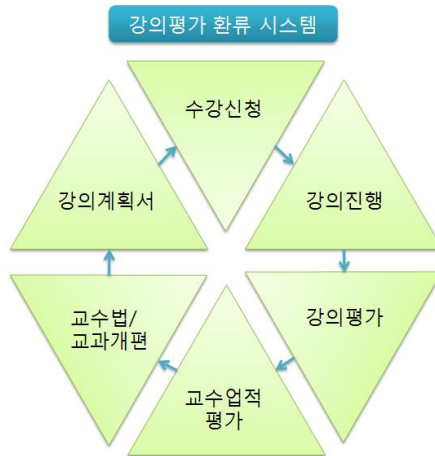 강의평가 환류 시스템
수강신청
강의계획서
강의진행
교수법/
교과개편
강의평가
교수업적
평가